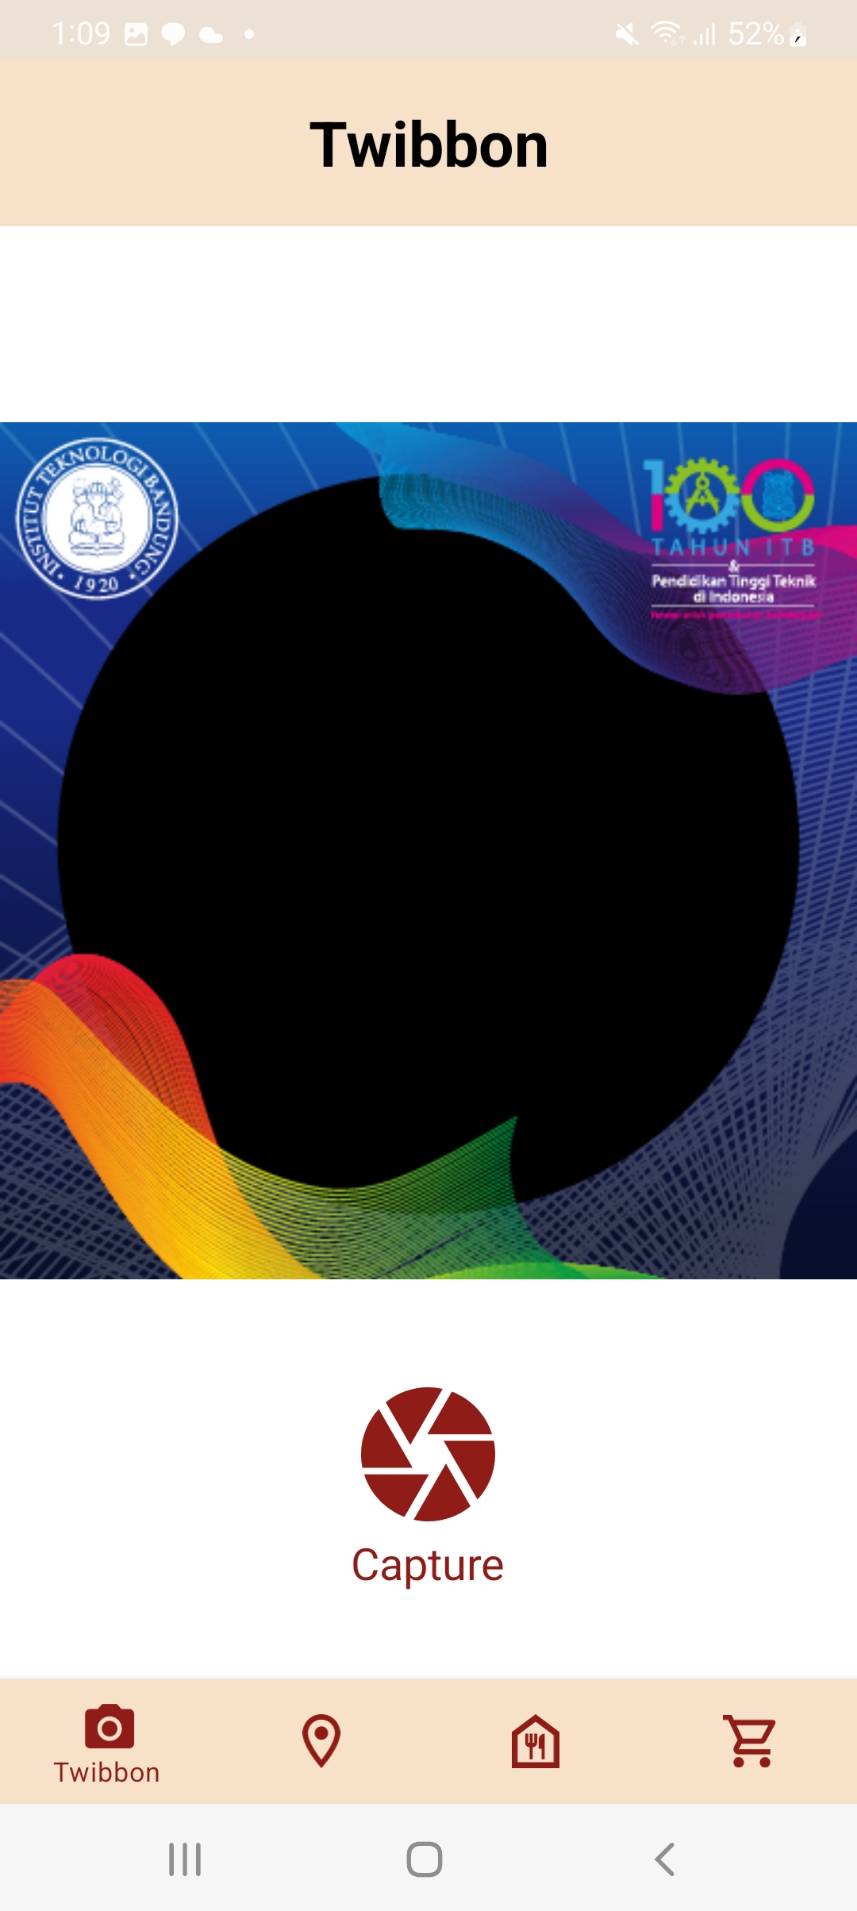 1:09
52%
Twibbon
INSTITUT TEKNOLOGI BANDUNG
1920
100
TAHUN ITB
&
Pendidikan Tinggi Teknik
di Indonesia
Capture
Twibbon